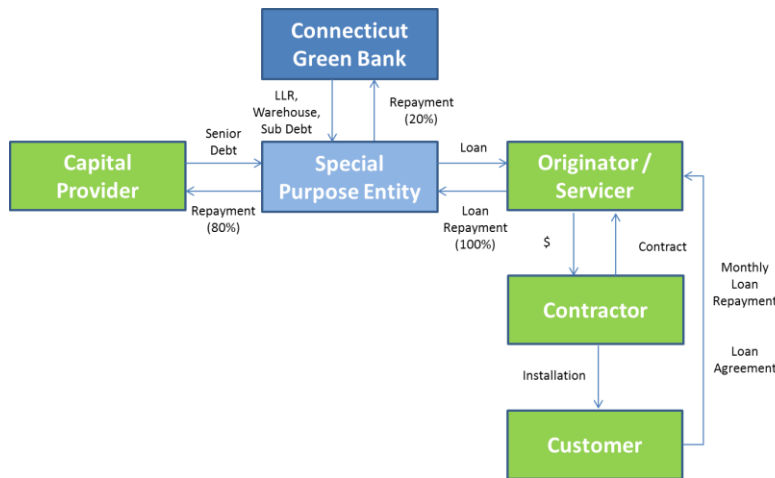 Connecticut
Green Bank
LLR,
Warehouse,
Sub Debt
Repayment
(20%)
Capital
Provider
Senior
Debt
Repayment
(80%)
Special
Purpose Entity
Loan
Loan
Repayment
(100%)
Originator /
Servicer
$
Contract
Monthly
Loan
Repayment
Contractor
Installation
Loan
Agreement
Customer